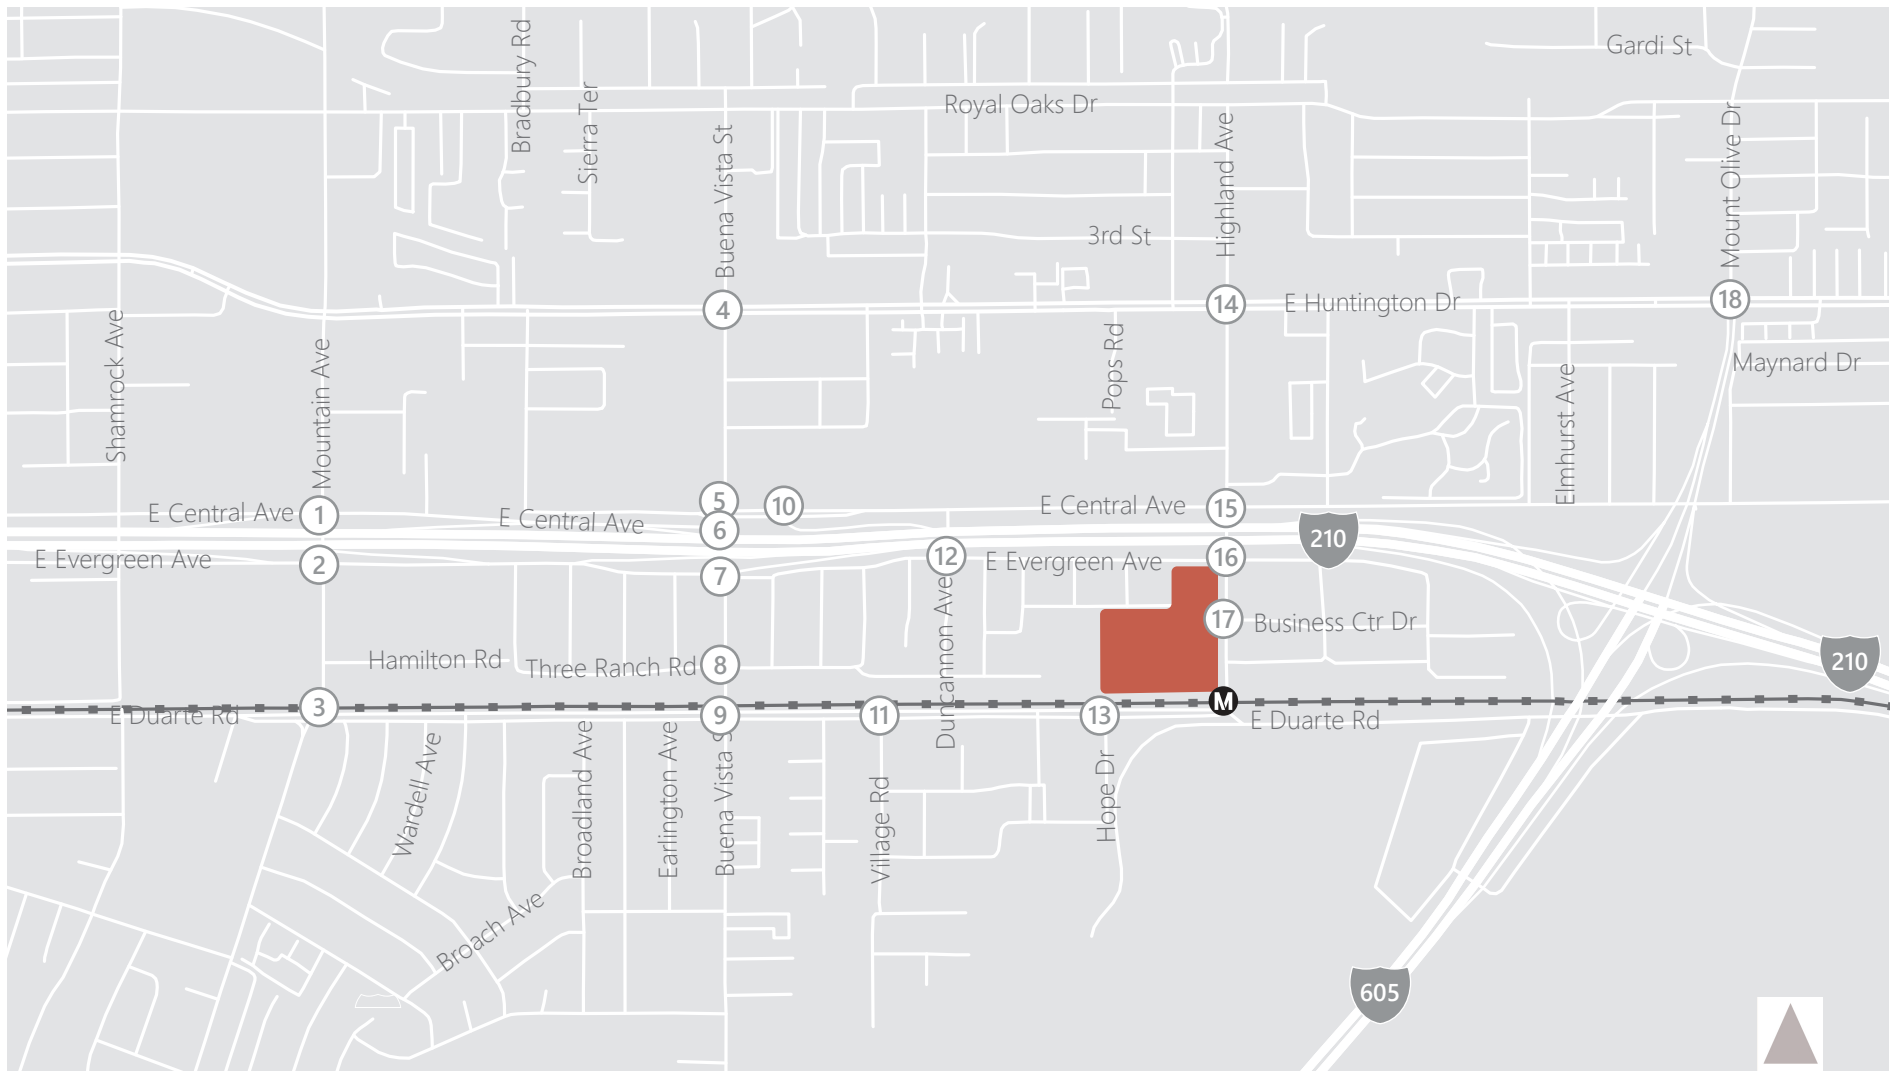 Gardi St
Bradbury Rd
Sierra Ter
Royal Oaks Dr
Buena Vista St
Highland Ave
Mount Olive Dr
3rd St
4
14
E Huntington Dr
18
Shamrock Ave
Mountain Ave
Pops Rd
Maynard Dr
Elmhurst Ave
E Central Ave
1
E Central Ave
5
10
6
E Central Ave
15
210
E Evergreen Ave
2
7
12
E Evergreen Ave
16
17
Business Ctr Dr
Hamilton Rd
Three Ranch Rd
8
Duncannon Ave
210
E Duarte Rd
3
9
11
13
M
E Duarte Rd
Wardell Ave
Broadland Ave
Earlington Ave
Buena Vista S
Village Rd
Hope Dr
Broach Ave
605